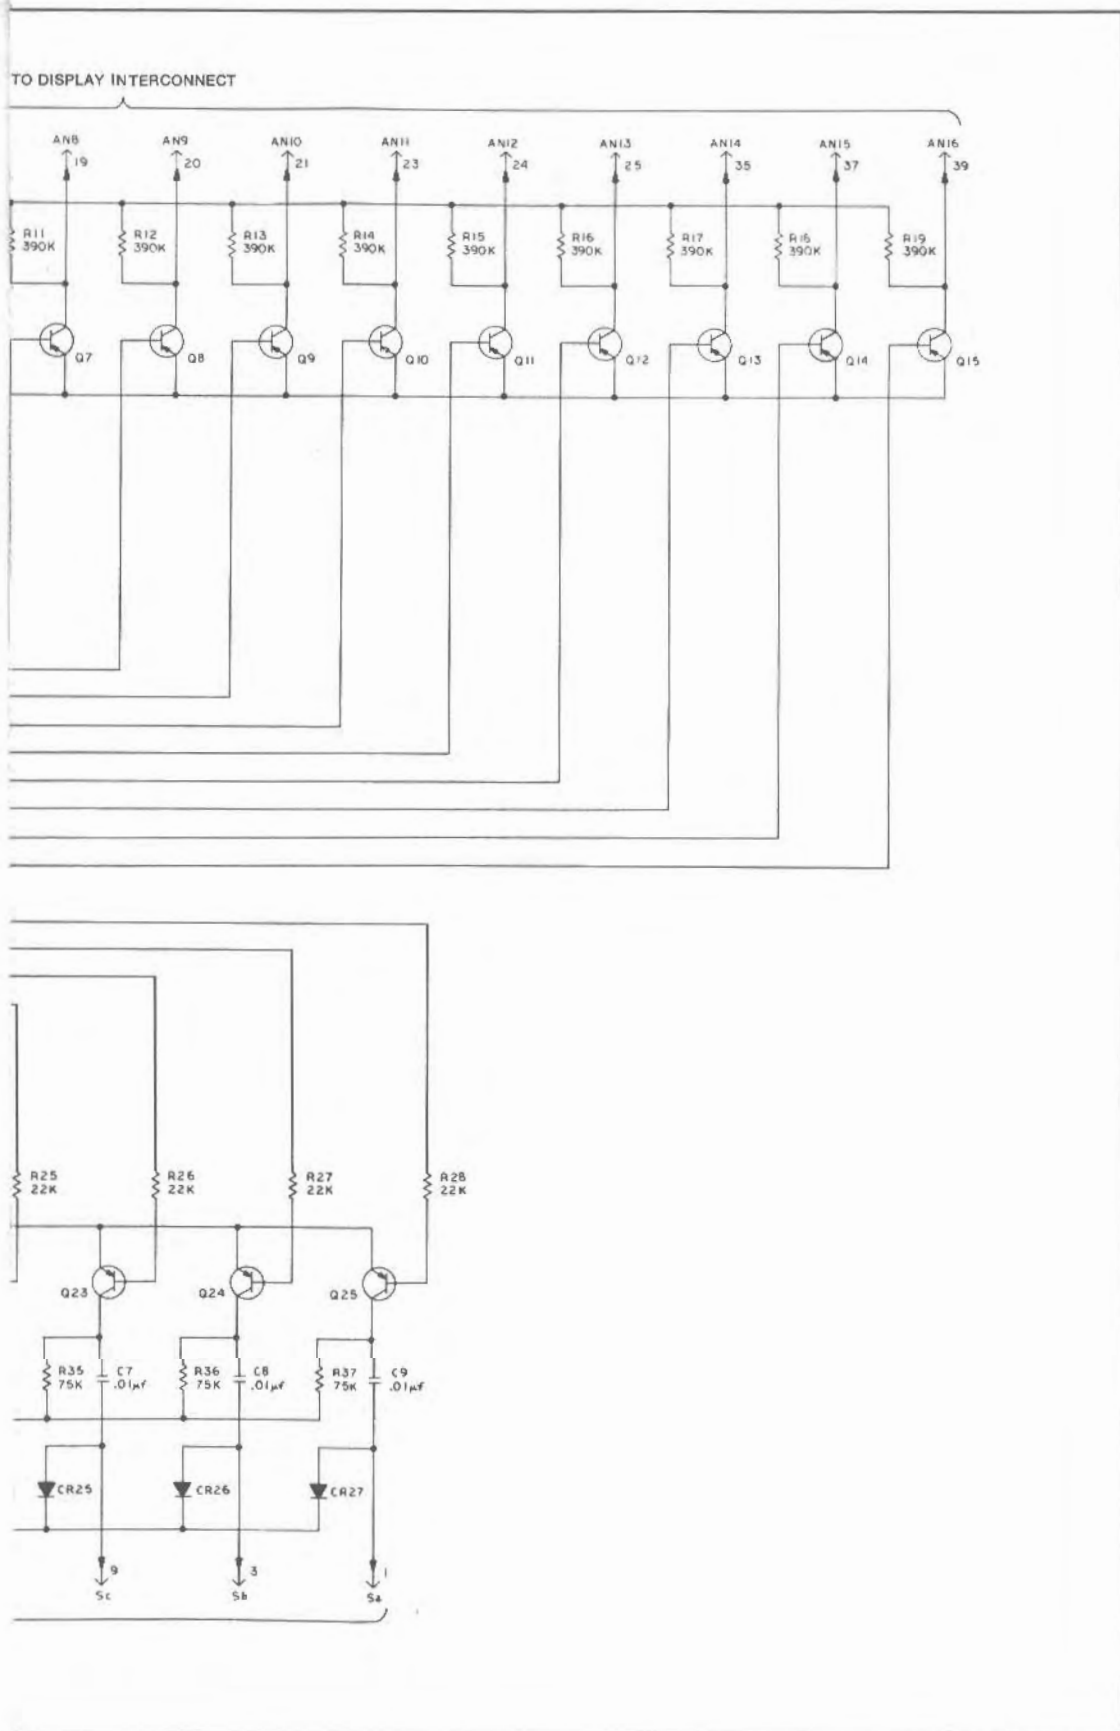 TO DISPLAY INTERCONNECT
AN8 AN9 AN10 AN11 AN12 AN13 AN14 AN15 AN16
19 20 21 23 24 25 35 37 39
R11 R12 R13 R14 R15 R16 R17 R18 R19
390K 390K 390K 390K 390K 390K 390K 390K 390K
Q7 Q8 Q9 Q10 Q11 Q12 Q13 Q14 Q15
R25 R26 R27 R28
22K 22K 22K 22K
Q23 Q24 Q25
R35 C7 R36 C8 R37 C9
75K .01µf 75K .01µf 75K .01µf
CR25 CR26 CR27
9 3 1
Sc Sb Sa